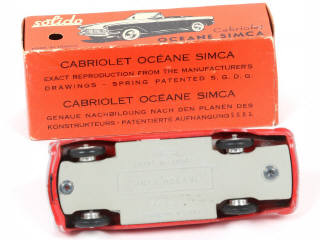 solido
Cabriolet
OCEANE SIMCA
CABRIOLET OCÉANE SIMCA
EXACT REPRODUCTION FROM THE MANUFACTURER'S
DRAWINGS - SPRING PATENTED S.G.D.G.
CABRIOLET OCÉANE SIMCA
GENAUE NACHBILDUNG NACH DEN PLANEN DES
KONSTRUKTEURS - PATENTIERTE AUFHÄNGUNG